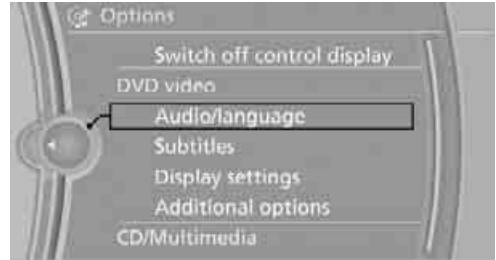 Options
Switch off control display
DVD video
Audio/language
Subtitles
Display settings
Additional options
CD/Multimedia